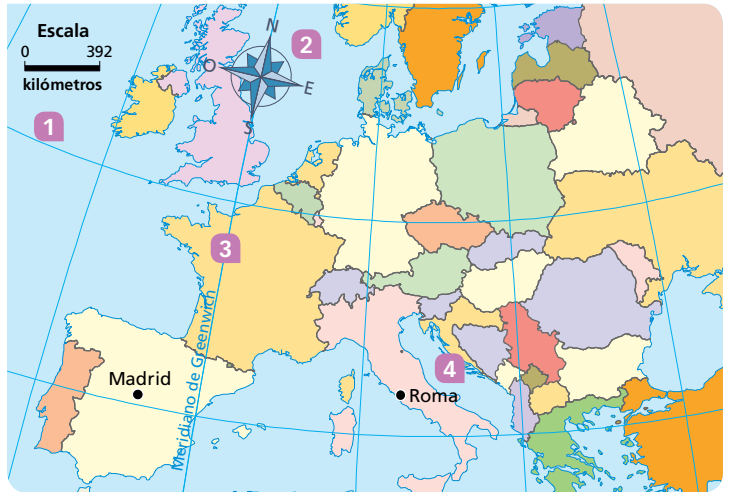 Escala
0 392
kilómetros
N
O
E
S
1
2
3
4
Meridiano de Greenwich
Madrid
Roma